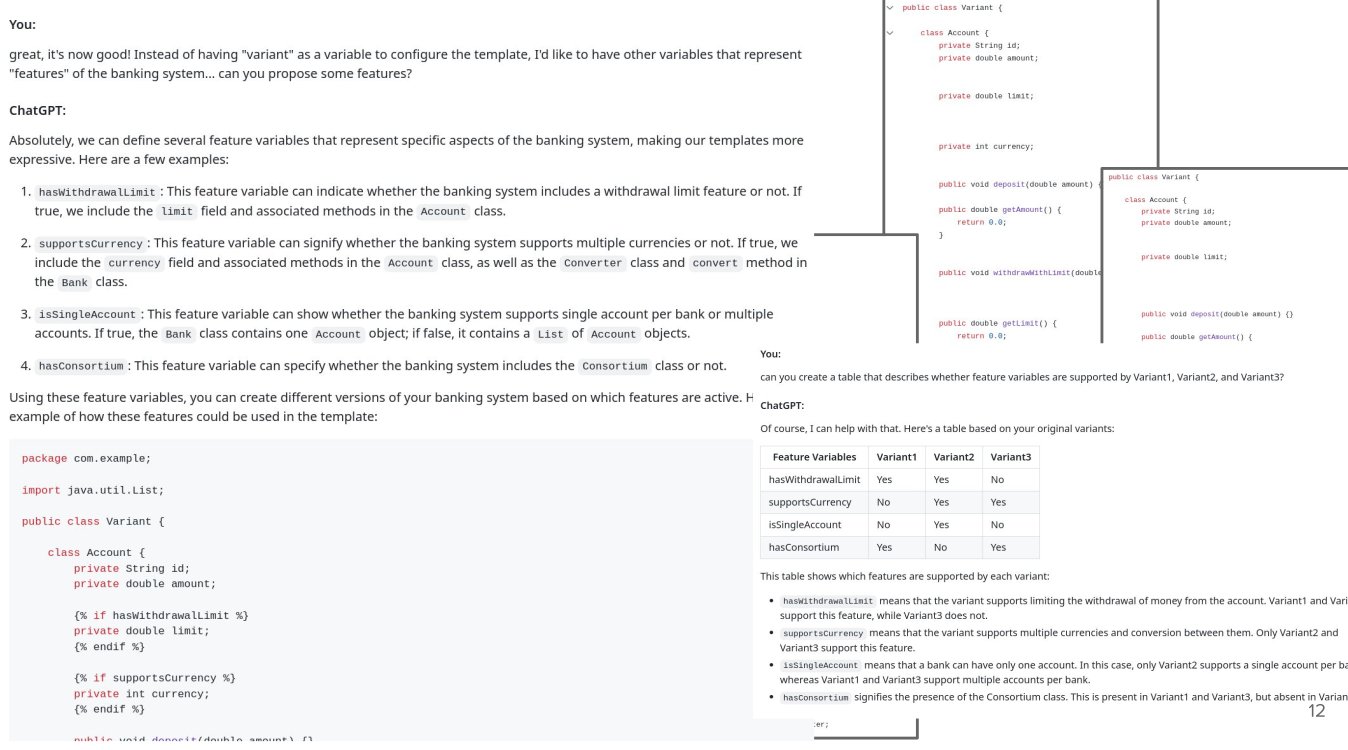 You:
great, it's now good! Instead of having "variant" as a variable to configure the template, I'd like to have other variables that represent
"features" of the banking system... can you propose some features?
ChatGPT:
Absolutely, we can define several feature variables that represent specific aspects of the banking system, making our templates more
expressive. Here are a few examples:
1. hasWithdrawalLimit : This feature variable can indicate whether the banking system includes a withdrawal limit feature or not. If
true, we include the limit field and associated methods in the Account class.
2. supportsCurrency : This feature variable can signify whether the banking system supports multiple currencies or not. If true, we
include the currency field and associated methods in the Account class, as well as the Converter class and convert method in
the Bank class.
3. isSingleAccount : This feature variable can show whether the banking system supports single account per bank or multiple
accounts. If true, the Bank class contains one Account object; if false, it contains a List of Account objects.
4. hasConsortium : This feature variable can specify whether the banking system includes the Consortium class or not.
Using these feature variables, you can create different versions of your banking system based on which features are active. H
example of how these features could be used in the template:
package com.example;
import java.util.List;
public class Variant {
class Account {
private String id;
private double amount;
{% if hasWithdrawalLimit %}
private double limit;
{% endif %}
{% if supportsCurrency %}
private int currency;
{% endif %}
public void deposit(double amount) {}
public class Variant {
class Account {
private String id;
private double amount;
private double limit;
private int currency;
public void deposit(double amount) {
public double getAmount() {
return 0.0;
}
public void withdrawWithLimit(double
public double getLimit() {
return 0.0;
public class Variant {
class Account {
private String id;
private double amount;
private double limit;
public void deposit(double amount) {}
public double getAmount() {
You:
can you create a table that describes whether feature variables are supported by Variant1, Variant2, and Variant3?
ChatGPT:
Of course, I can help with that. Here's a table based on your original variants:
Feature Variables Variant1 Variant2 Variant3
hasWithdrawalLimit Yes Yes No
supportsCurrency No Yes Yes
isSingleAccount No Yes No
hasConsortium Yes No Yes
This table shows which features are supported by each variant:
• hasWithdrawalLimit means that the variant supports limiting the withdrawal of money from the account. Variant1 and Vari
support this feature, while Variant3 does not.
• supportsCurrency means that the variant supports multiple currencies and conversion between them. Only Variant2 and
Variant3 support this feature.
• isSingleAccount means that a bank can have only one account. In this case, only Variant2 supports a single account per ba
whereas Variant1 and Variant3 support multiple accounts per bank.
• hasConsortium signifies the presence of the Consortium class. This is present in Variant1 and Variant3, but absent in Varian
ter;
12